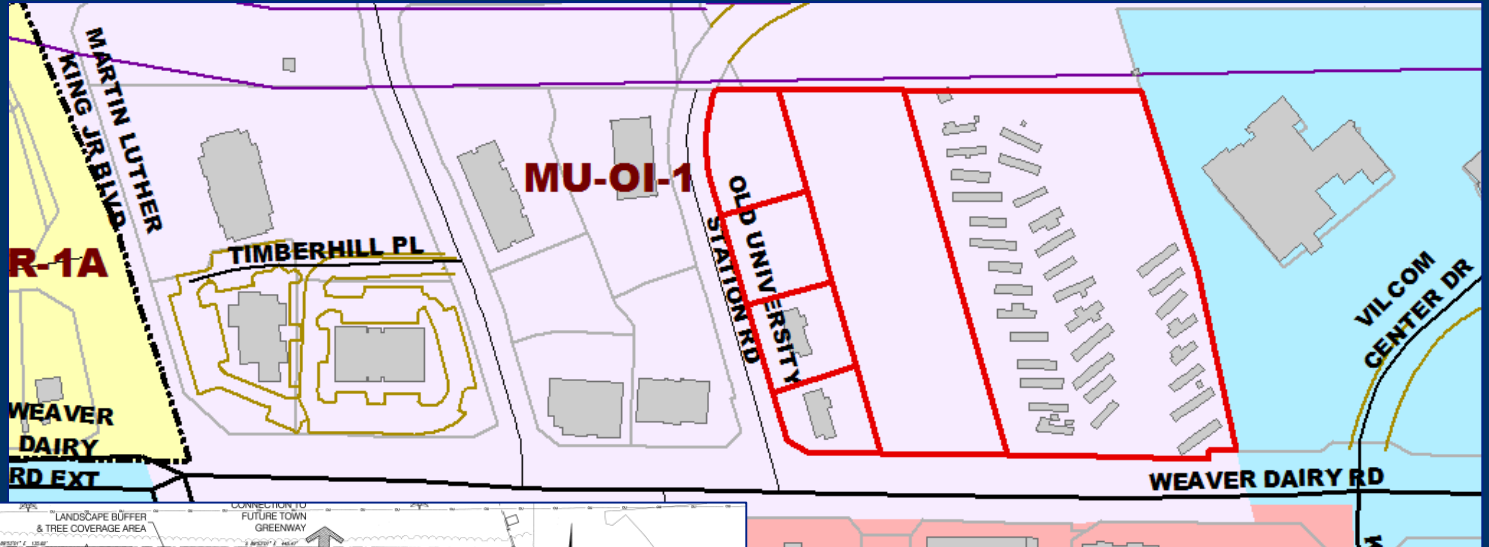 MARTIN LUTHER
KING JR BLVD
MU-OI-1
R-1A
TIMBERHILL PL
OLD UNIVERSITY
STATION RD
VILCOM
CENTER DR
WEAVER
DAIRY
RD EXT
WEAVER DAIRY RD
LANDSCAPE BUFFER
& TREE COVERAGE AREA
CONNECTION TO
FUTURE TOWN
GREENWAY